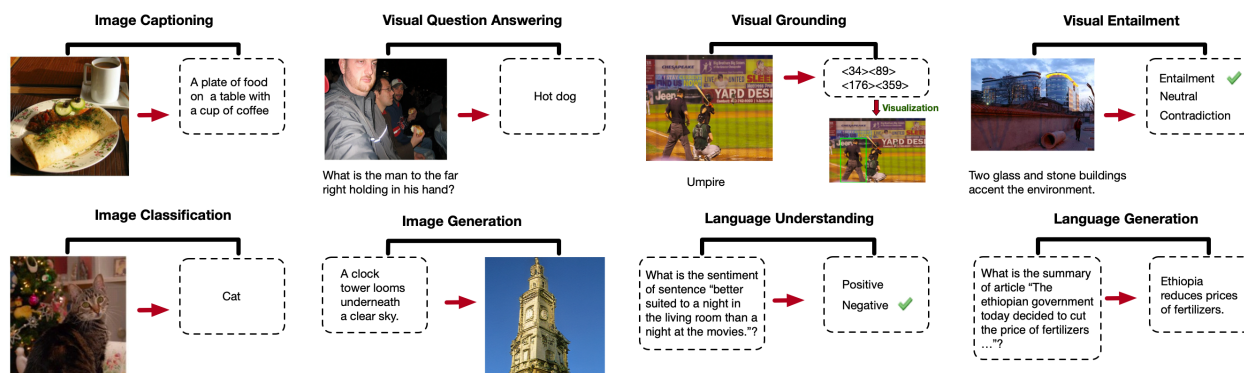 Image Captioning
A plate of food
on a table with
a cup of coffee
Visual Question Answering
Hot dog
What is the man to the far
right holding in his hand?
Visual Grounding
<34><89>
<176><359>
Visualization
CHESAPEAKE
YARD DESI
Umpire
Visual Entailment
Entailment
Neutral
Contradiction
Two glass and stone buildings
accent the environment.
Image Classification
Cat
Image Generation
A clock
tower looms
underneath
a clear sky.
Language Understanding
What is the sentiment
of sentence “better
suited to a night in
the living room than a
night at the movies.”?
Positive
Negative
Language Generation
What is the summary
of article “The
ethiopian government
today decided to cut
the price of fertilizers
…”?
Ethiopia
reduces prices
of fertilizers.